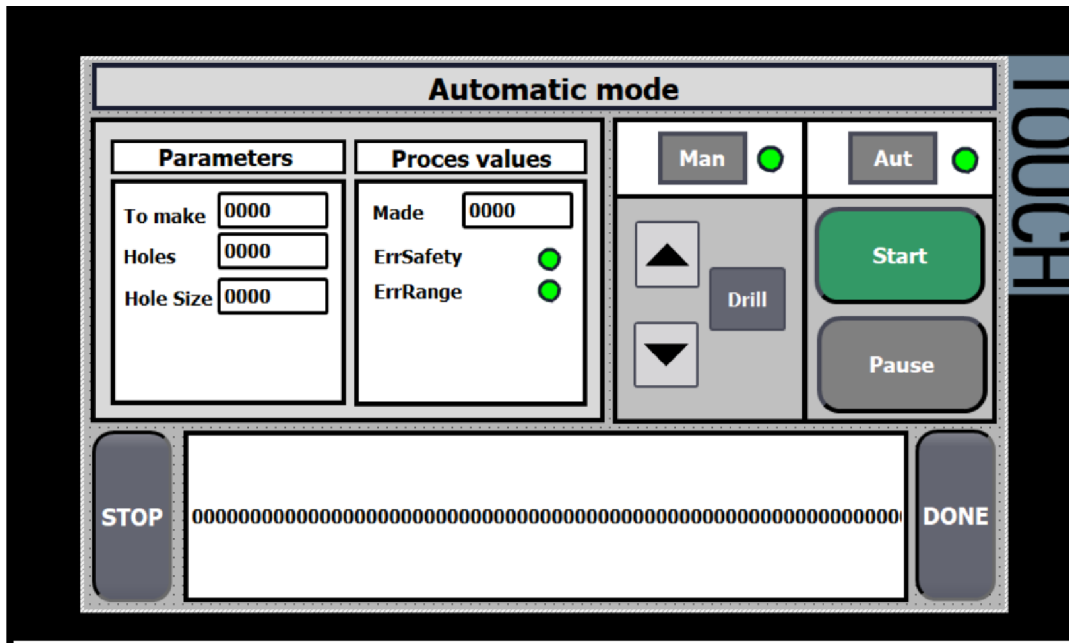 Automatic mode
TOUCH
Parameters
Proces values
Man
Aut
To make 0000
Holes 0000
Hole Size 0000
Made 0000
ErrSafety
ErrRange
Drill
Start
Pause
STOP
0000000000000000000000000000000000000000000000000000000000000
DONE